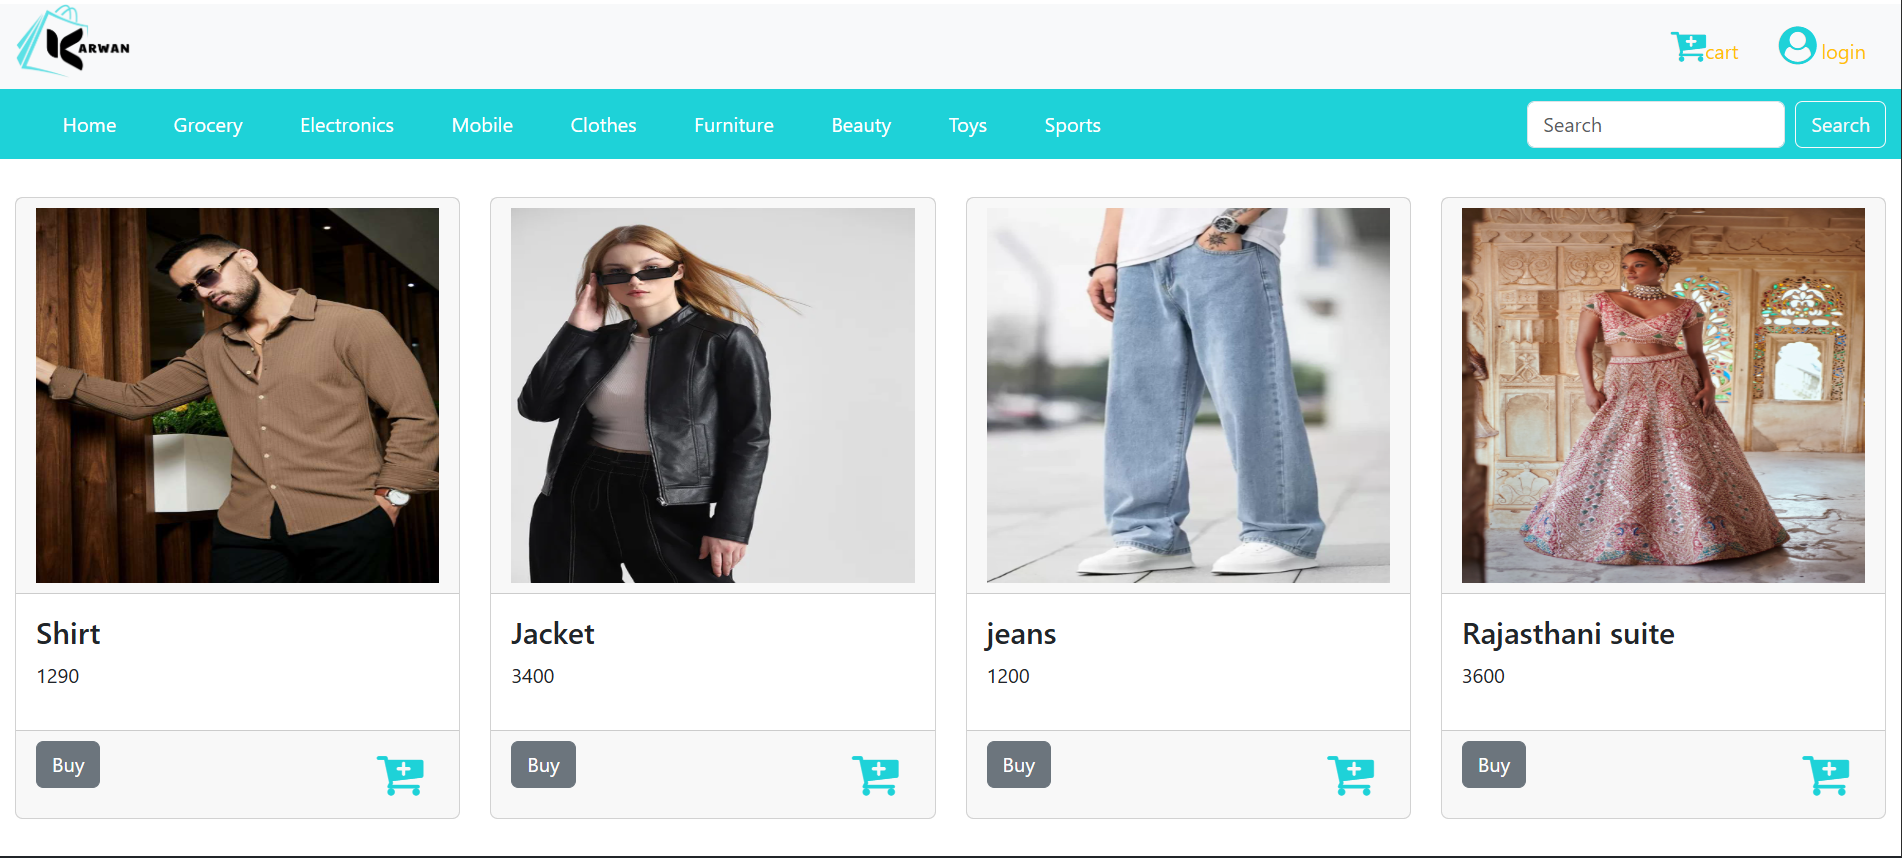 KARWAN
cart login
Home Grocery Electronics Mobile Clothes Furniture Beauty Toys Sports Search Search
Shirt Jacket jeans Rajasthani suite
1290 3400 1200 3600
Buy Buy Buy Buy